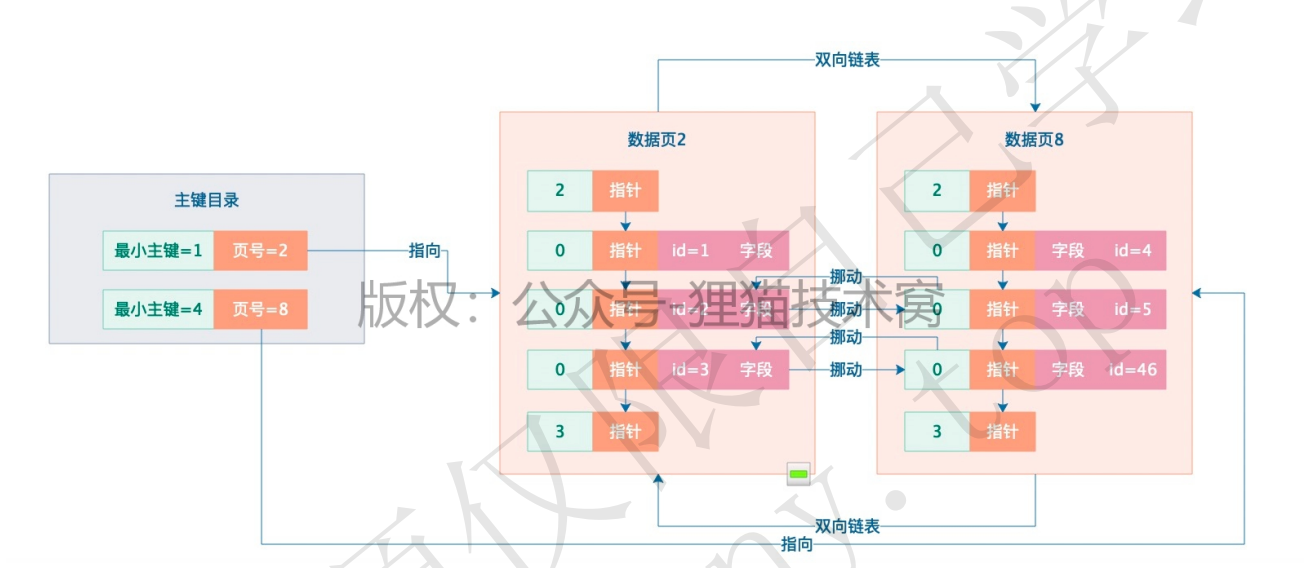 双向链表
数据页2
数据页8
2 指针
2 指针
主键目录
最小主键=1 页号=2
指向
0 指针 id=1 字段
0 指针 字段 id=4
挪动
最小主键=4 页号=8
版权：公众号 狸猫技术窝
0 指针 id=2 字段
挪动
0 指针 字段 id=5
挪动
0 指针 id=3 字段
挪动
0 指针 字段 id=46
3 指针
3 指针
双向链表
指向